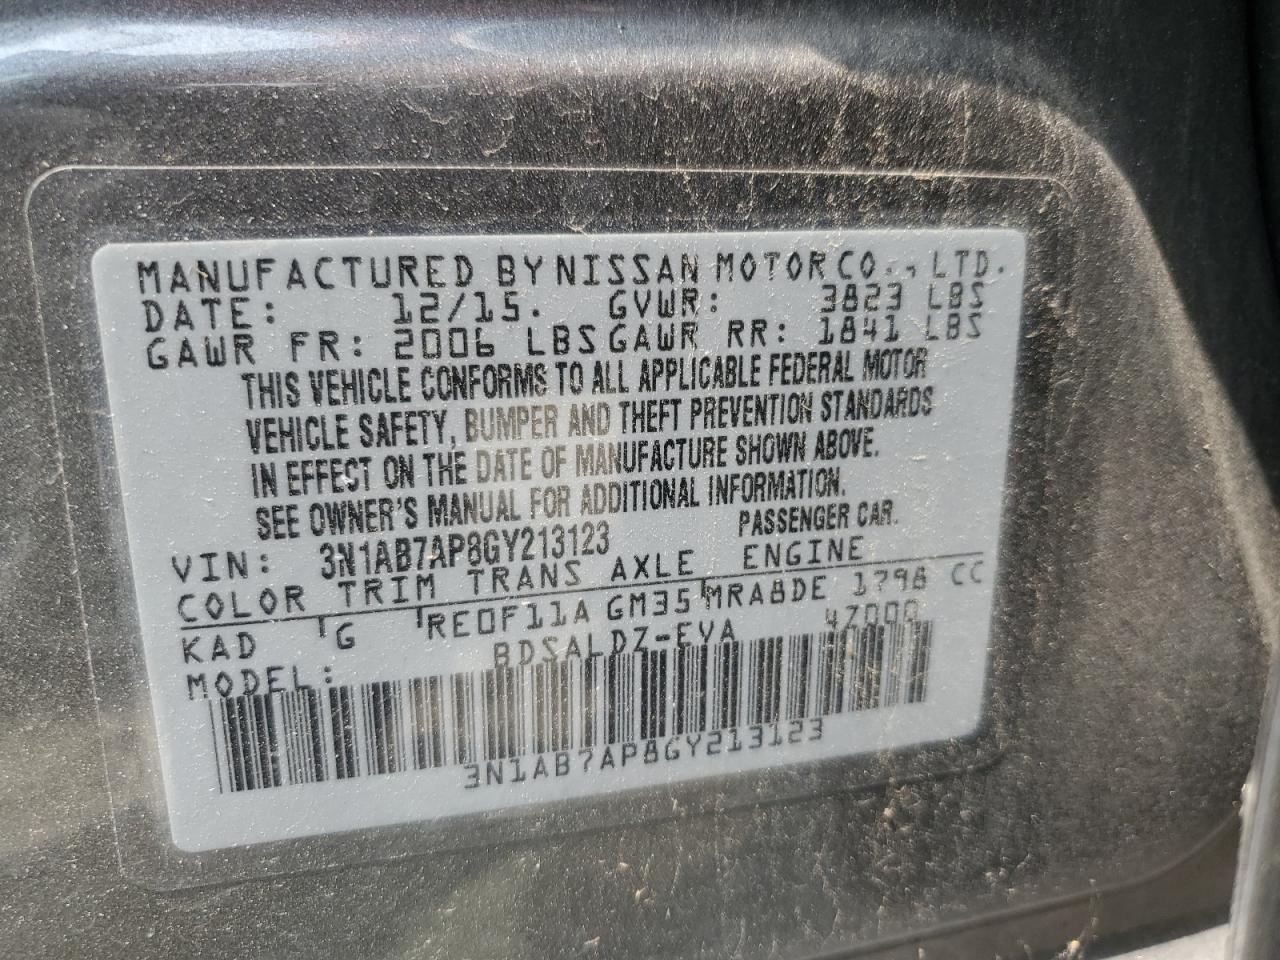 MANUFACTURED BY NISSAN MOTOR CO., LTD.
DATE: 12/15. GVWR: 3823 LBS
GAWR FR: 2006 LBS GAWR RR: 1841 LBS
THIS VEHICLE CONFORMS TO ALL APPLICABLE FEDERAL MOTOR
VEHICLE SAFETY, BUMPER AND THEFT PREVENTION STANDARDS
IN EFFECT ON THE DATE OF MANUFACTURE SHOWN ABOVE.
SEE OWNER'S MANUAL FOR ADDITIONAL INFORMATION.
VIN: 3N1AB7AP8GY213123 PASSENGER CAR.
COLOR TRIM TRANS AXLE ENGINE
KAD G RE0F11A GM35 MRA8DE 1798 CC
MODEL: BDSALDZ-EVA 4Z000
3N1AB7AP8GY213123